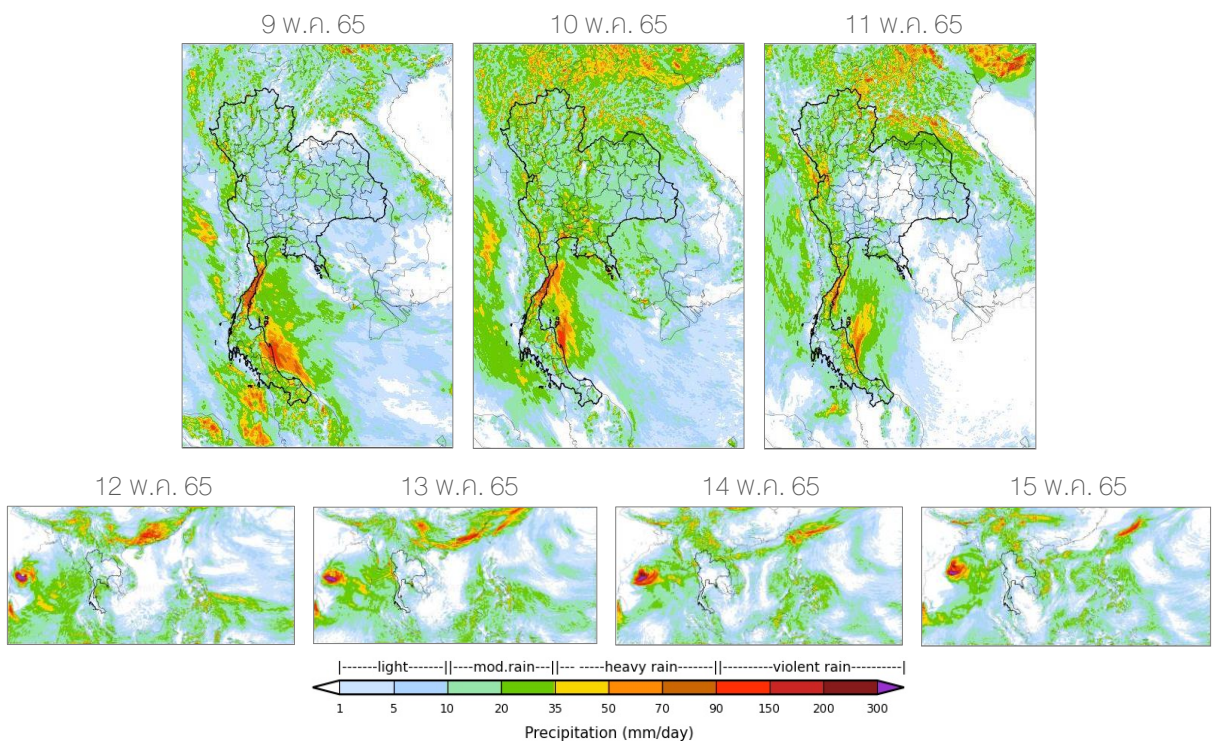 9 พ.ค. 65 10 พ.ค. 65 11 พ.ค. 65
12 พ.ค. 65 13 พ.ค. 65 14 พ.ค. 65 15 พ.ค. 65
|-------light-------||----mod.rain---||--- -----heavy rain-------||-----------violent rain-----------|
1 5 10 20 35 50 70 90 150 200 300
Precipitation (mm/day)